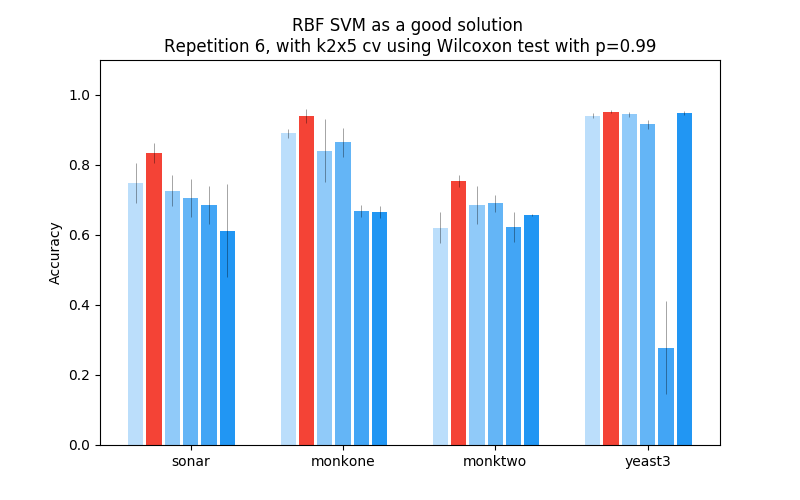 RBF SVM as a good solution
Repetition 6, with k2x5 cv using Wilcoxon test with p=0.99
1.0
0.8
0.6
0.4
0.2
0.0
Accuracy
sonar
monkone
monktwo
yeast3